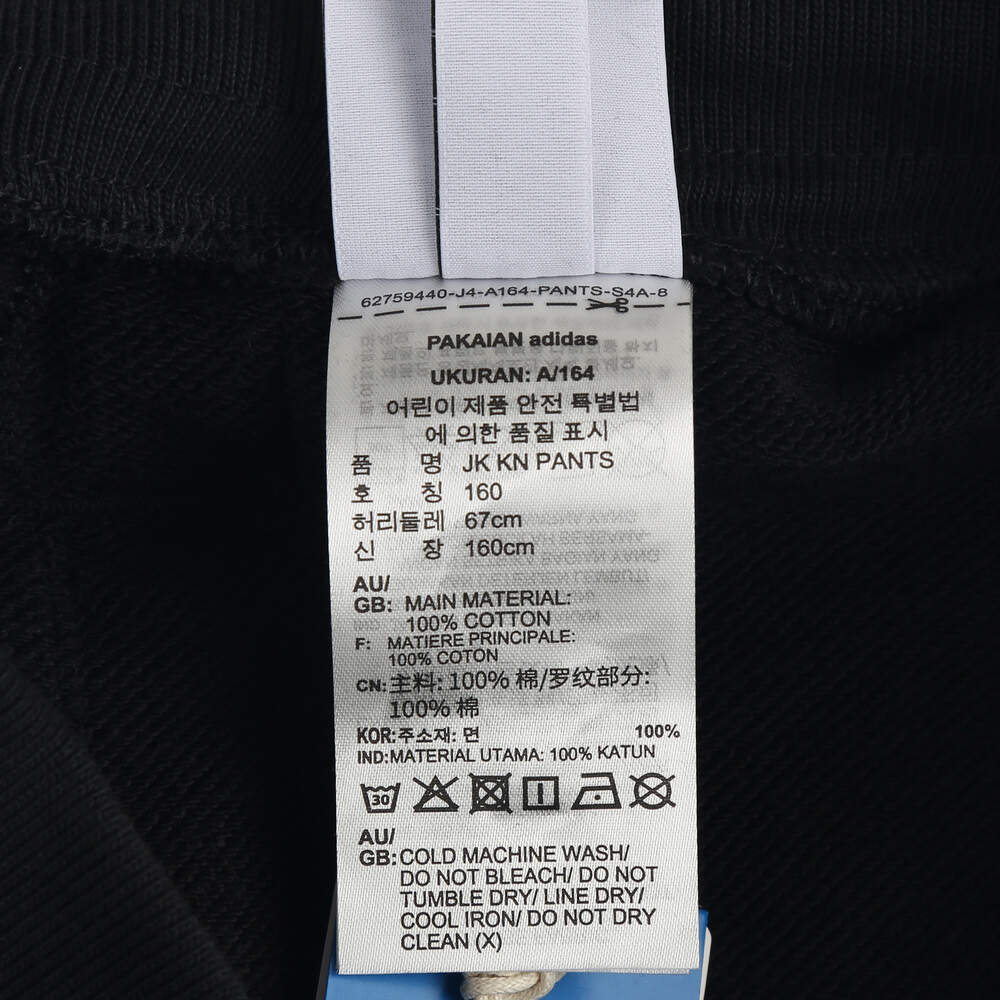 62759440-J4-A164-PANTS-S4A-8
PAKAIAN adidas
UKURAN: A/164
어린이 제품 안전 특별법
에 의한 품질 표시
품 명 JK KN PANTS
호 칭 160
허리둘레 67cm
신 장 160cm
AU/
GB: MAIN MATERIAL:
100% COTTON
F: MATIERE PRINCIPALE:
100% COTON
CN: 主料: 100% 棉/罗纹部分:
100% 棉
KOR:주소재: 면 100%
IND:MATERIAL UTAMA: 100% KATUN
30
AU/
GB: COLD MACHINE WASH/
DO NOT BLEACH/ DO NOT
TUMBLE DRY/ LINE DRY/
COOL IRON/ DO NOT DRY
CLEAN (X)